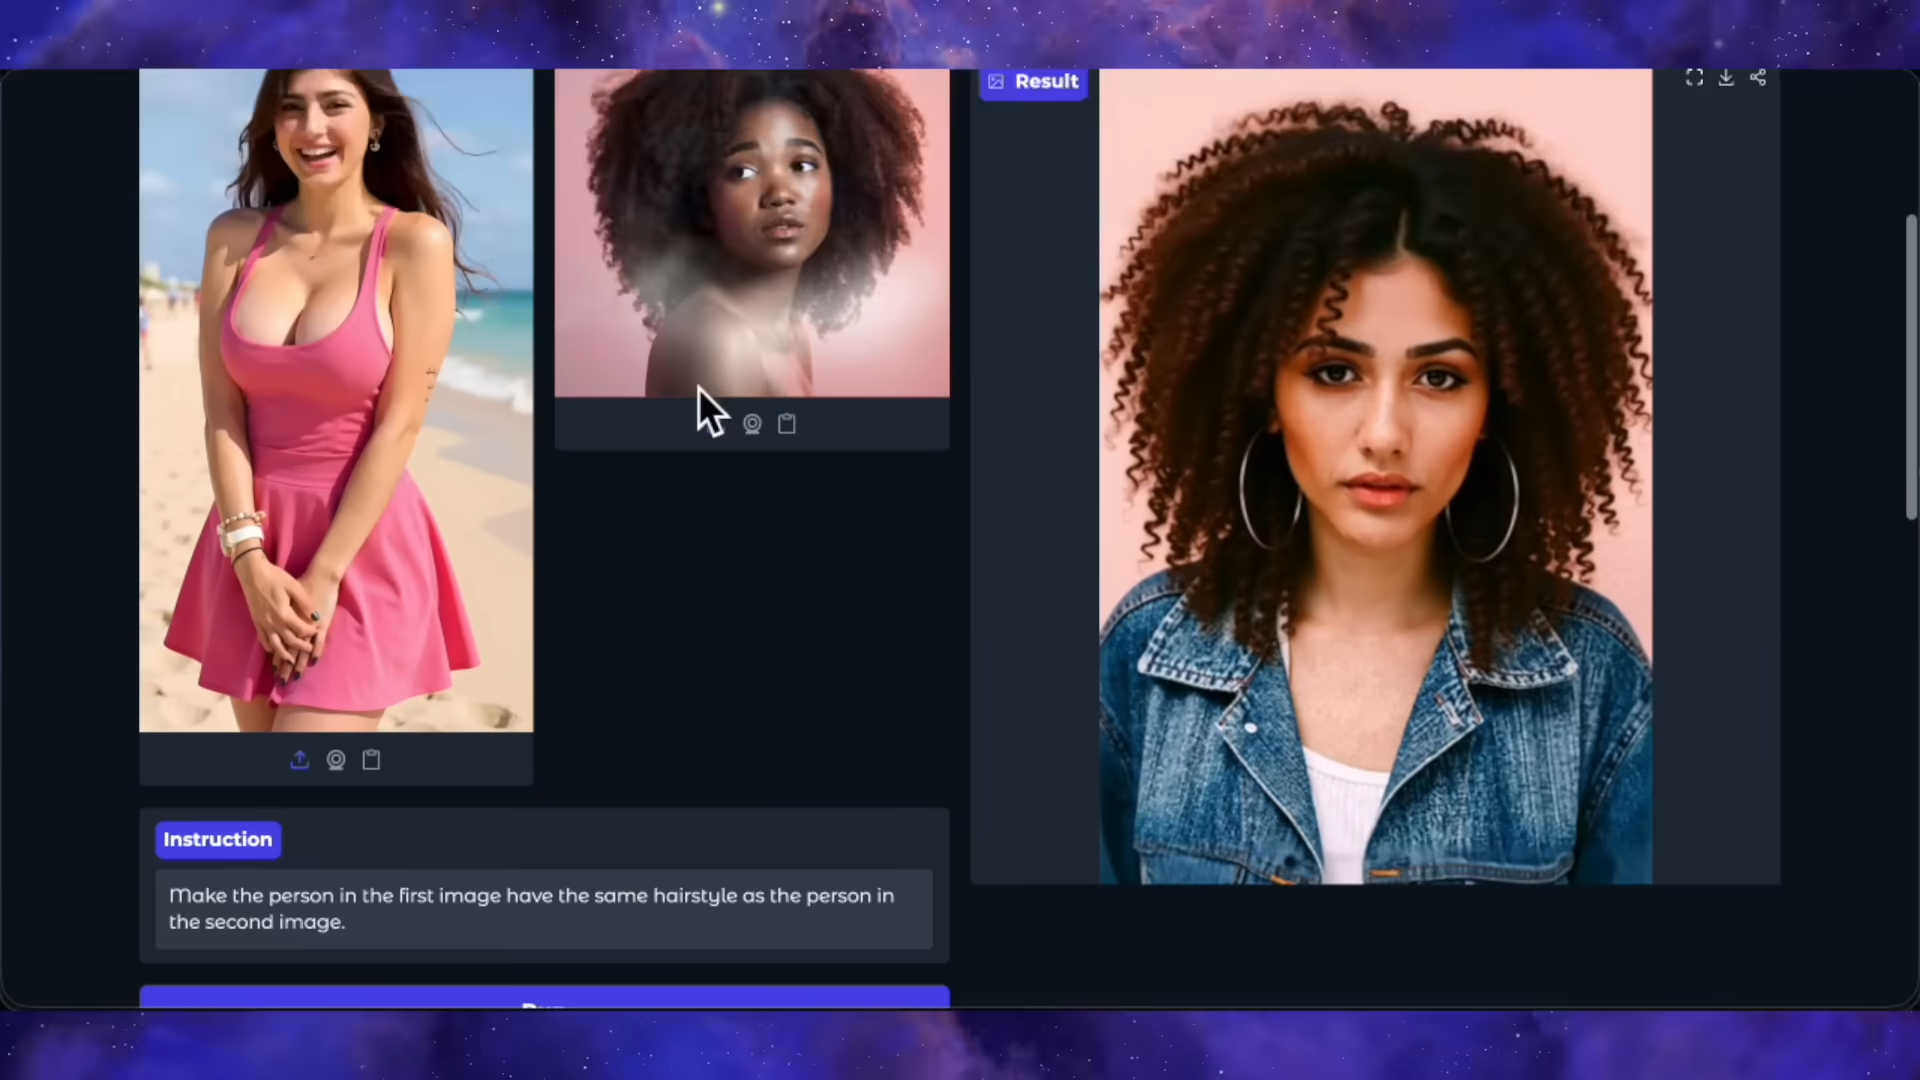 Result
Instruction
Make the person in the first image have the same hairstyle as the person in
the second image.